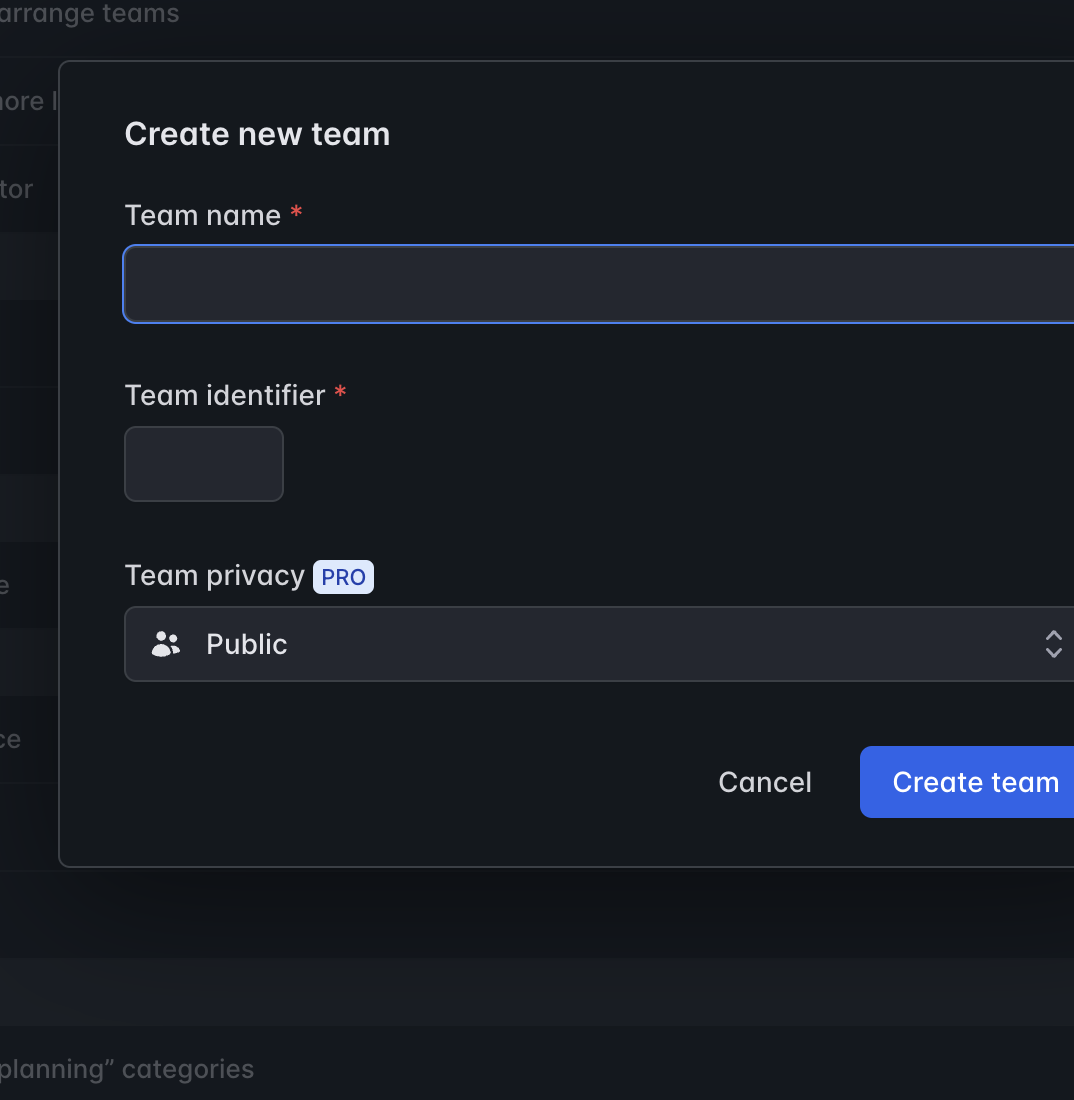 arrange teams
more l
tor
Create new team
Team name *
Team identifier *
e
Team privacy PRO
Public
ce
Cancel
Create team
planning” categories